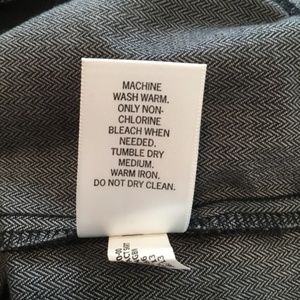 MACHINE
WASH WARM.
ONLY NON-
CHLORINE
BLEACH WHEN
NEEDED.
TUMBLE DRY
MEDIUM.
WARM IRON.
DO NOT DRY CLEAN.